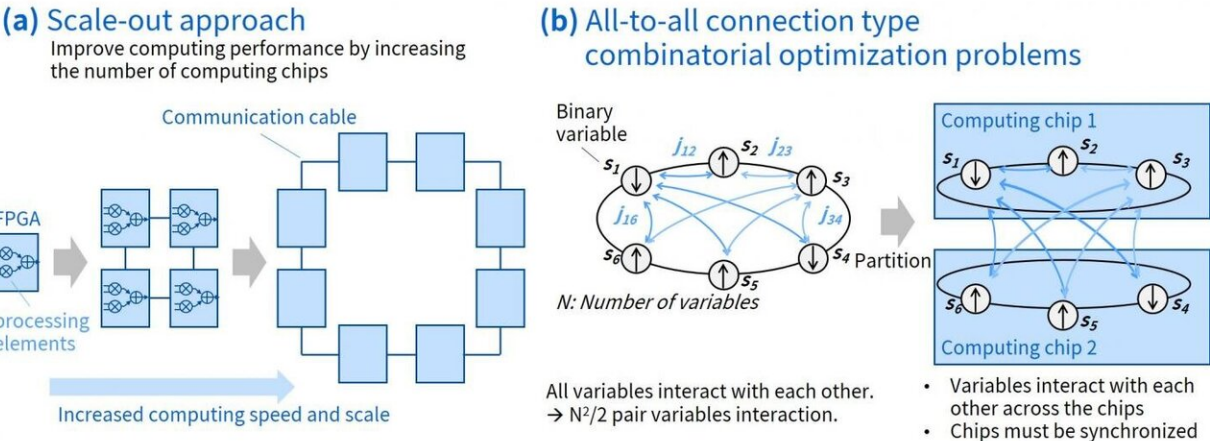 (a) Scale-out approach
Improve computing performance by increasing
the number of computing chips
Communication cable
FPGA
processing
elements
Increased computing speed and scale
(b) All-to-all connection type
combinatorial optimization problems
Binary
variable
s1
j12
s2
j23
s3
j16
j34
s6
s5
s4
N: Number of variables
Partition
All variables interact with each other.
→ N²/2 pair variables interaction.
Computing chip 1
s1
s2
s3
s6
s5
s4
Computing chip 2
• Variables interact with each
other across the chips
• Chips must be synchronized